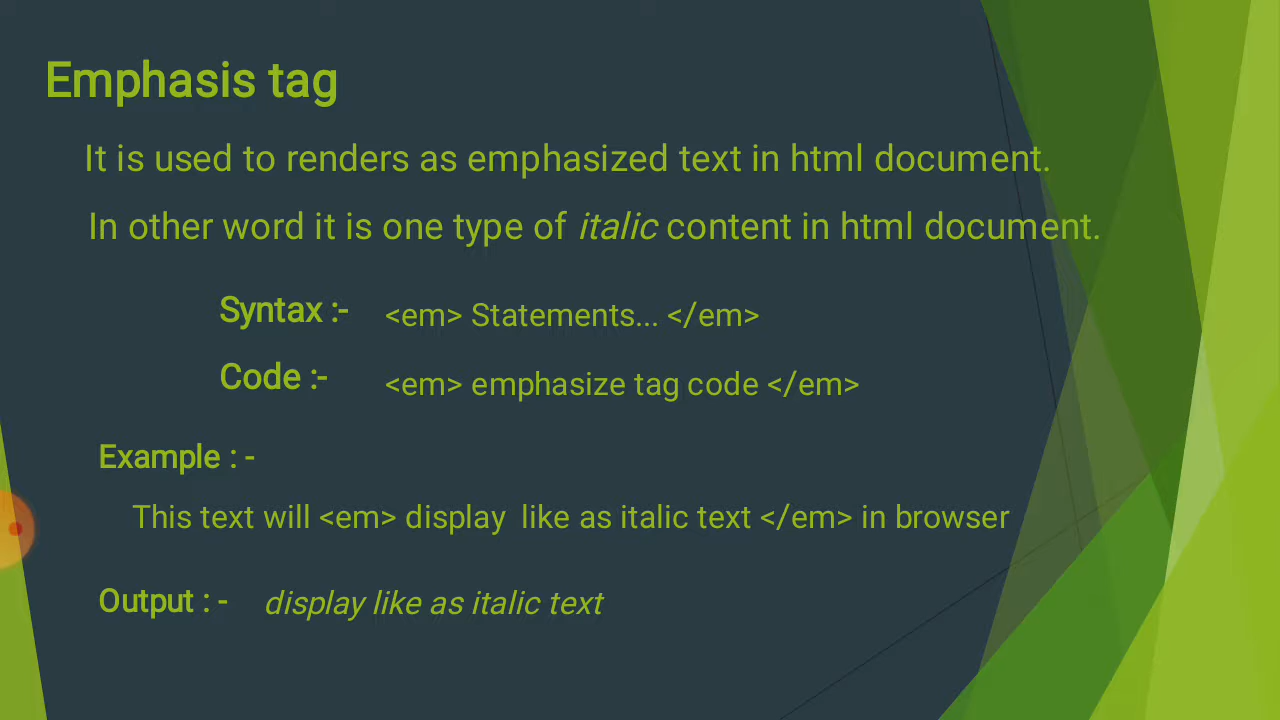 Emphasis tag
It is used to renders as emphasized text in html document.
In other word it is one type of italic content in html document.
Syntax :- <em> Statements... </em>
Code :- <em> emphasize tag code </em>
Example : -
This text will <em> display like as italic text </em> in browser
Output : - display like as italic text